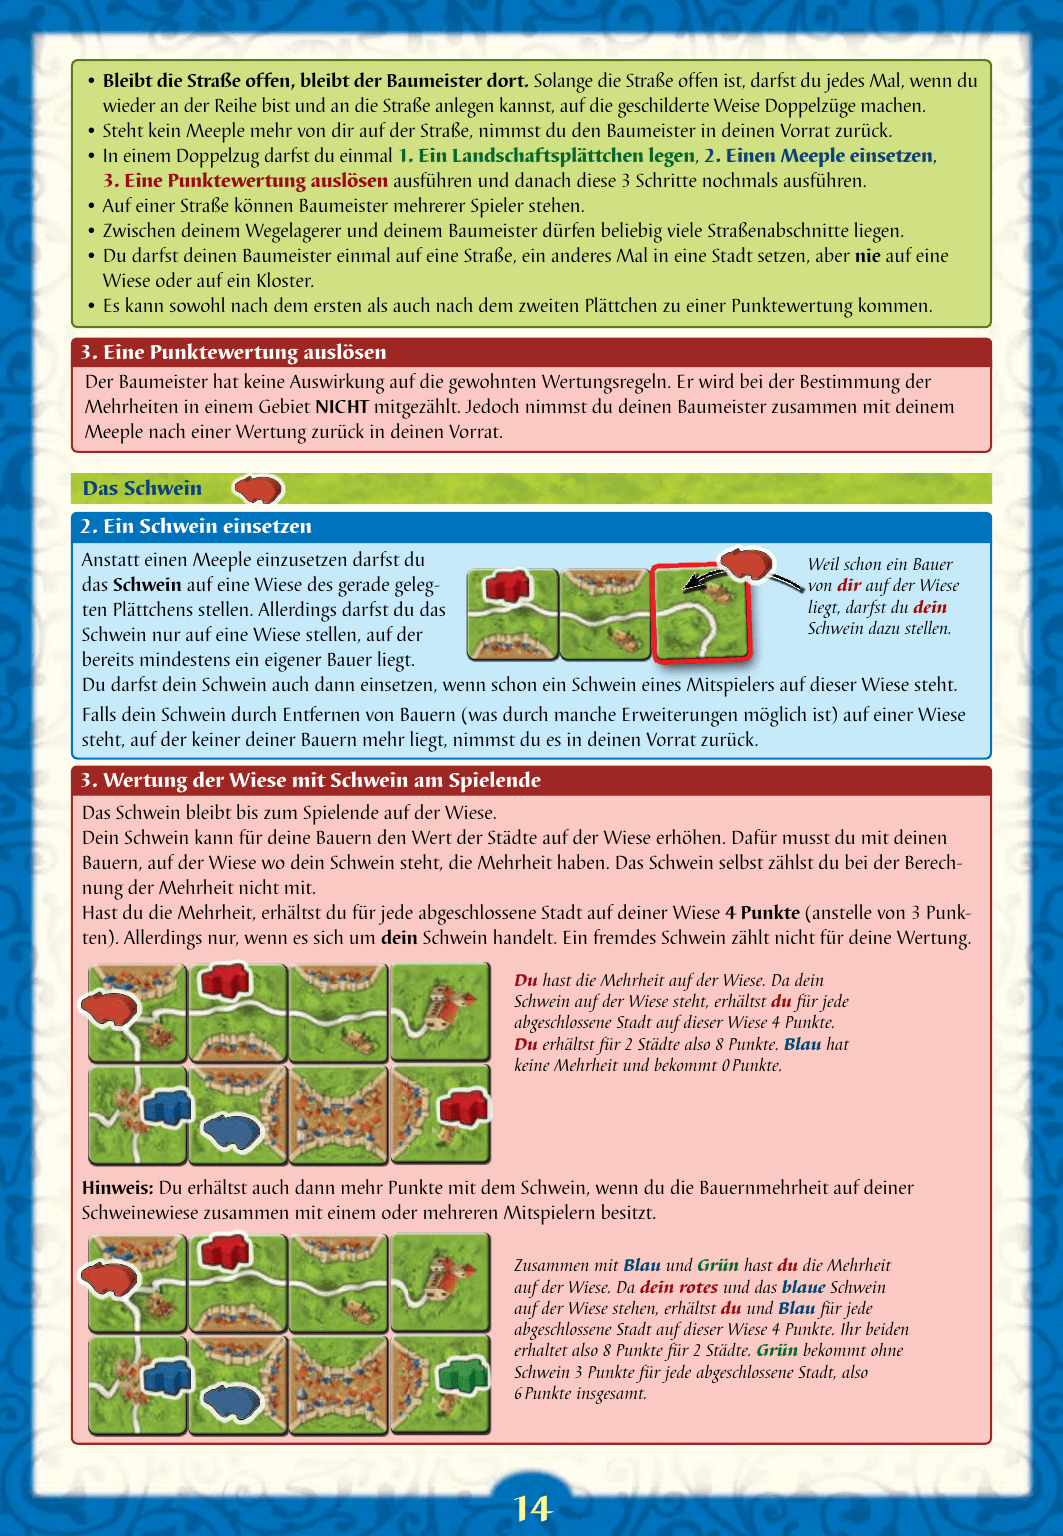 • Bleibt die Straße offen, bleibt der Baumeister dort. Solange die Straße offen ist, darfst du jedes Mal, wenn du
wieder an der Reihe bist und an die Straße anlegen kannst, auf die geschilderte Weise Doppelzüge machen.
• Steht kein Meeple mehr von dir auf der Straße, nimmst du den Baumeister in deinen Vorrat zurück.
• In einem Doppelzug darfst du einmal 1. Ein Landschaftsplättchen legen, 2. Einen Meeple einsetzen,
3. Eine Punktewertung auslösen ausführen und danach diese 3 Schritte nochmals ausführen.
• Auf einer Straße können Baumeister mehrerer Spieler stehen.
• Zwischen deinem Wegelagerer und deinem Baumeister dürfen beliebig viele Straßenabschnitte liegen.
• Du darfst deinen Baumeister einmal auf eine Straße, ein anderes Mal in eine Stadt setzen, aber nie auf eine
Wiese oder auf ein Kloster.
• Es kann sowohl nach dem ersten als auch nach dem zweiten Plättchen zu einer Punktewertung kommen.
3. Eine Punktewertung auslösen
Der Baumeister hat keine Auswirkung auf die gewohnten Wertungsregeln. Er wird bei der Bestimmung der
Mehrheiten in einem Gebiet NICHT mitgezählt. Jedoch nimmst du deinen Baumeister zusammen mit deinem
Meeple nach einer Wertung zurück in deinen Vorrat.
Das Schwein
2. Ein Schwein einsetzen
Anstatt einen Meeple einzusetzen darfst du
das Schwein auf eine Wiese des gerade geleg-
ten Plättchens stellen. Allerdings darfst du das
Schwein nur auf eine Wiese stellen, auf der
bereits mindestens ein eigener Bauer liegt.
Weil schon ein Bauer
von dir auf der Wiese
liegt, darfst du dein
Schwein dazu stellen.
Du darfst dein Schwein auch dann einsetzen, wenn schon ein Schwein eines Mitspielers auf dieser Wiese steht.
Falls dein Schwein durch Entfernen von Bauern (was durch manche Erweiterungen möglich ist) auf einer Wiese
steht, auf der keiner deiner Bauern mehr liegt, nimmst du es in deinen Vorrat zurück.
3. Wertung der Wiese mit Schwein am Spielende
Das Schwein bleibt bis zum Spielende auf der Wiese.
Dein Schwein kann für deine Bauern den Wert der Städte auf der Wiese erhöhen. Dafür musst du mit deinen
Bauern, auf der Wiese wo dein Schwein steht, die Mehrheit haben. Das Schwein selbst zählst du bei der Berech-
nung der Mehrheit nicht mit.
Hast du die Mehrheit, erhältst du für jede abgeschlossene Stadt auf deiner Wiese 4 Punkte (anstelle von 3 Punk-
ten). Allerdings nur, wenn es sich um dein Schwein handelt. Ein fremdes Schwein zählt nicht für deine Wertung.
Du hast die Mehrheit auf der Wiese. Da dein
Schwein auf der Wiese steht, erhältst du für jede
abgeschlossene Stadt auf dieser Wiese 4 Punkte.
Du erhältst für 2 Städte also 8 Punkte. Blau hat
keine Mehrheit und bekommt 0 Punkte.
Hinweis: Du erhältst auch dann mehr Punkte mit dem Schwein, wenn du die Bauernmehrheit auf deiner
Schweinewiese zusammen mit einem oder mehreren Mitspielern besitzt.
Zusammen mit Blau und Grün hast du die Mehrheit
auf der Wiese. Da dein rotes und das blaue Schwein
auf der Wiese stehen, erhältst du und Blau für jede
abgeschlossene Stadt auf dieser Wiese 4 Punkte. Ihr beiden
erhaltet also 8 Punkte für 2 Städte. Grün bekommt ohne
Schwein 3 Punkte für jede abgeschlossene Stadt, also
6 Punkte insgesamt.
14